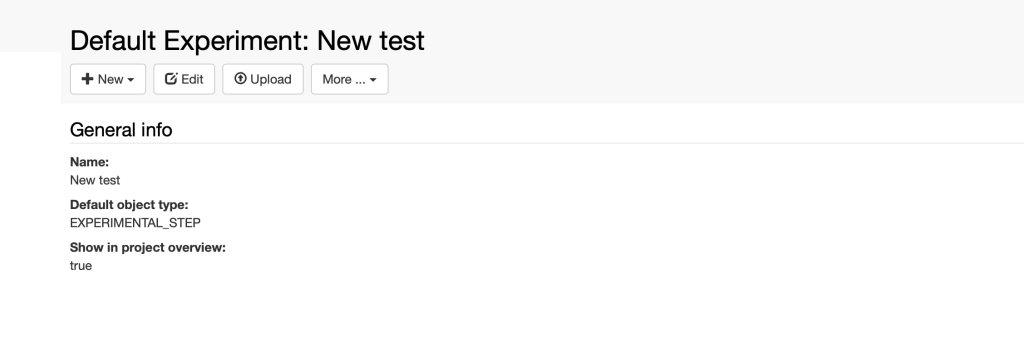 Default Experiment: New test
New Edit Upload More ...
General info
Name:
New test
Default object type:
EXPERIMENTAL_STEP
Show in project overview:
true